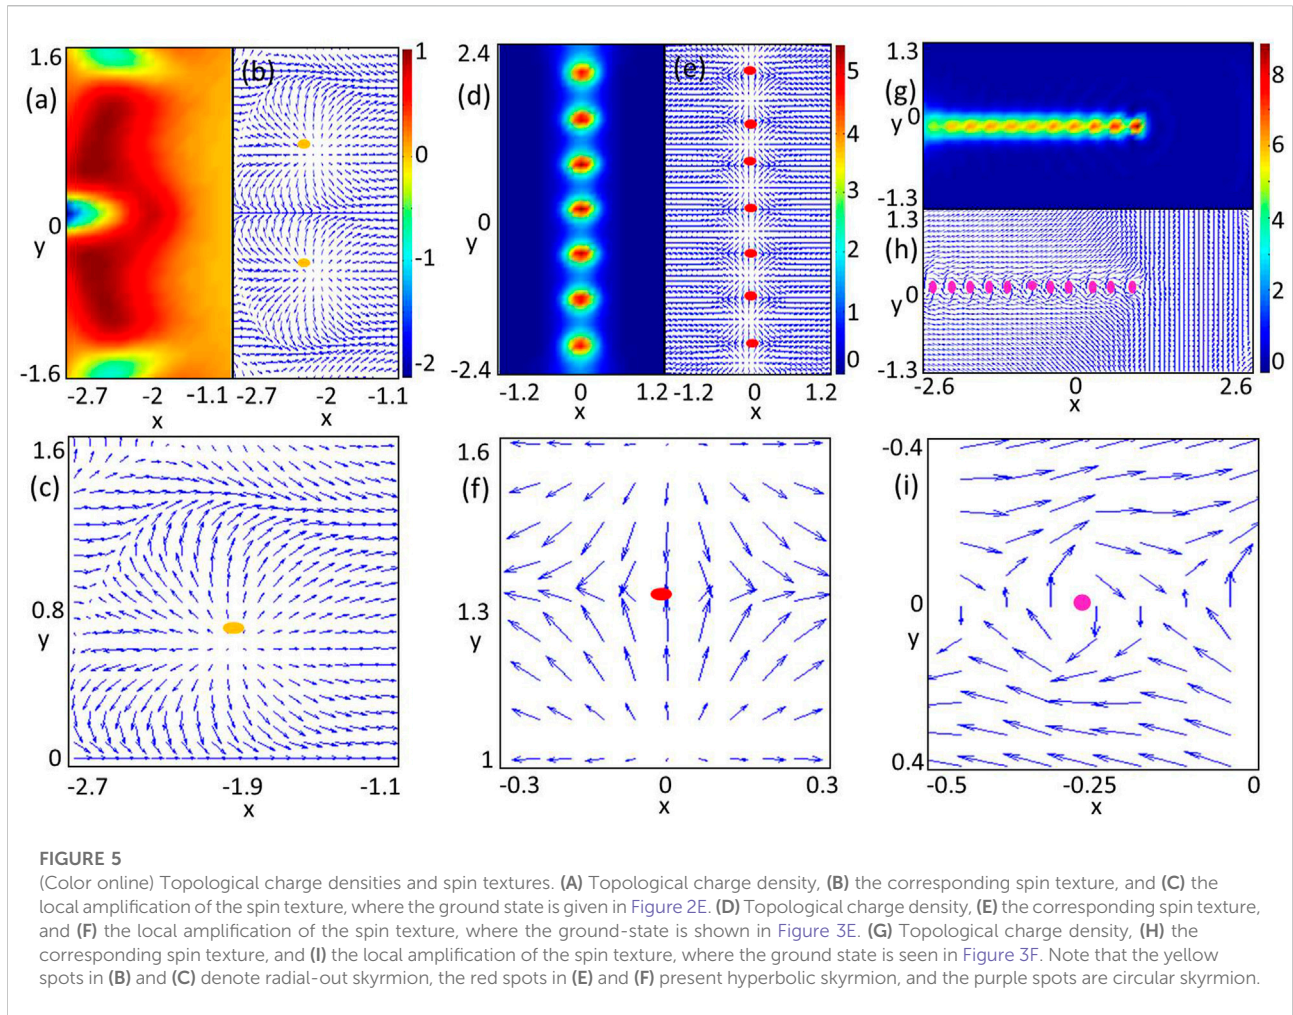 1.6
(a)
0
y
-1.6
-2.7
-2
-1.1
x
(b)
-2.7
-2
-1.1
x
1
0
-1
-2
2.4
(d)
0
y
-2.4
-1.2
0
1.2
x
(e)
-1.2
0
1.2
x
5
4
3
2
1
0
1.3
(g)
y 0
-1.3
1.3
(h)
y 0
-1.3
-2.6
0
2.6
x
8
6
4
2
0
1.6
(c)
0.8
y
0
-2.7
-1.9
-1.1
x
1.6
(f)
1.3
y
1
-0.3
0
0.3
x
-0.4
(i)
0
y
0.4
-0.5
-0.25
0
x
FIGURE 5
(Color online) Topological charge densities and spin textures. (A) Topological charge density, (B) the corresponding spin texture, and (C) the
local amplification of the spin texture, where the ground state is given in Figure 2E. (D) Topological charge density, (E) the corresponding spin texture,
and (F) the local amplification of the spin texture, where the ground-state is shown in Figure 3E. (G) Topological charge density, (H) the
corresponding spin texture, and (I) the local amplification of the spin texture, where the ground state is seen in Figure 3F. Note that the yellow
spots in (B) and (C) denote radial-out skyrmion, the red spots in (E) and (F) present hyperbolic skyrmion, and the purple spots are circular skyrmion.